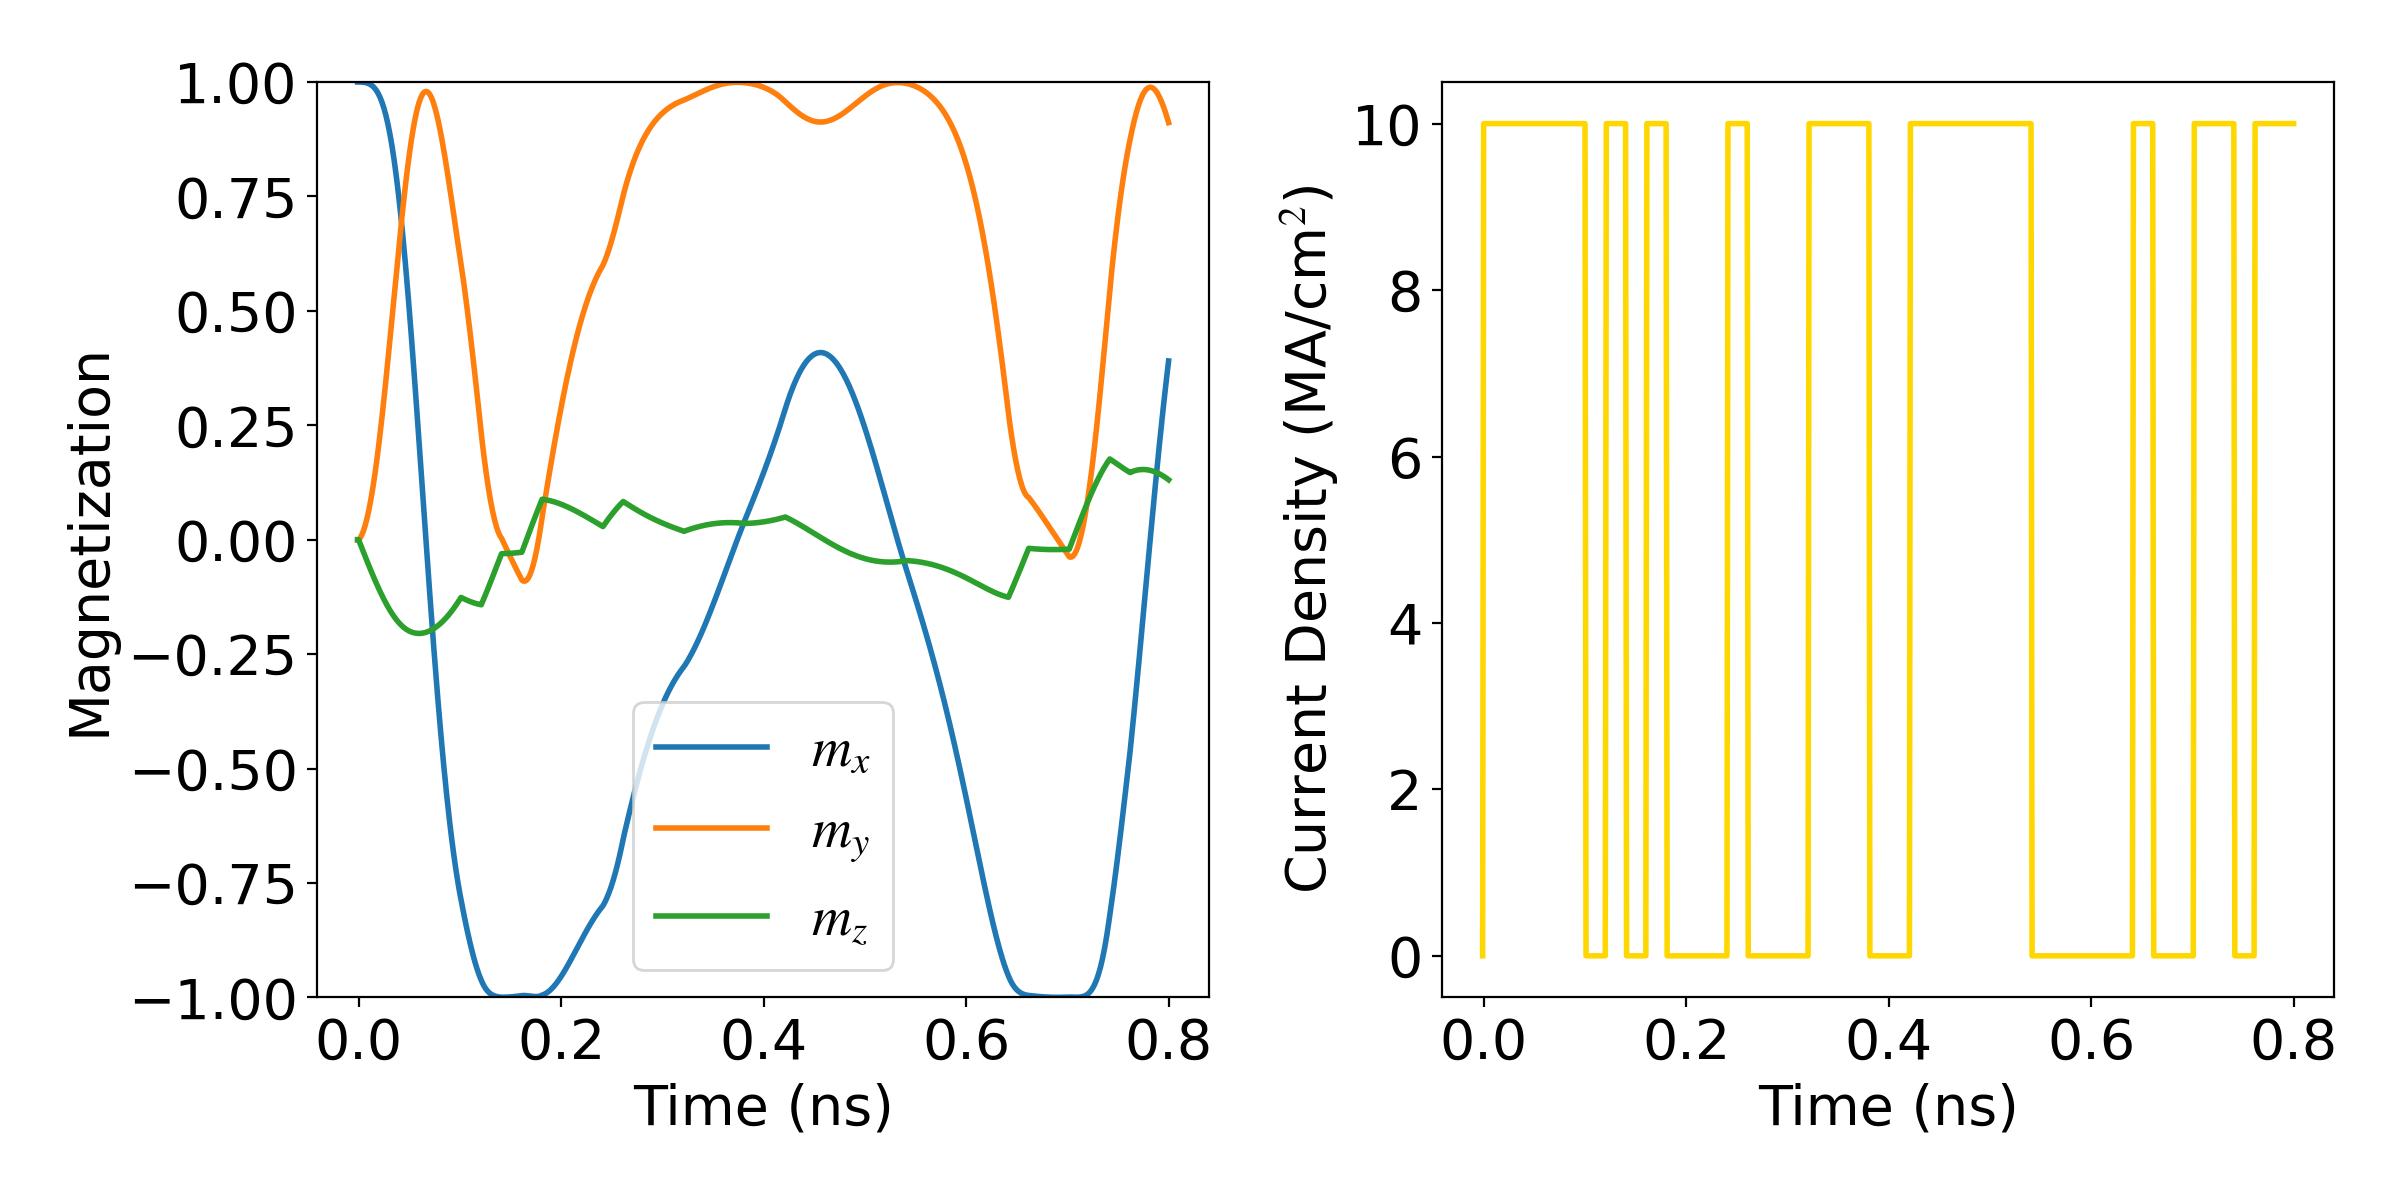 Magnetization
1.00
0.75
0.50
0.25
0.00
−0.25
−0.50
−0.75
−1.00
0.0 0.2 0.4 0.6 0.8
Time (ns)
m_x
m_y
m_z
Current Density (MA/cm²)
10
8
6
4
2
0
0.0 0.2 0.4 0.6 0.8
Time (ns)